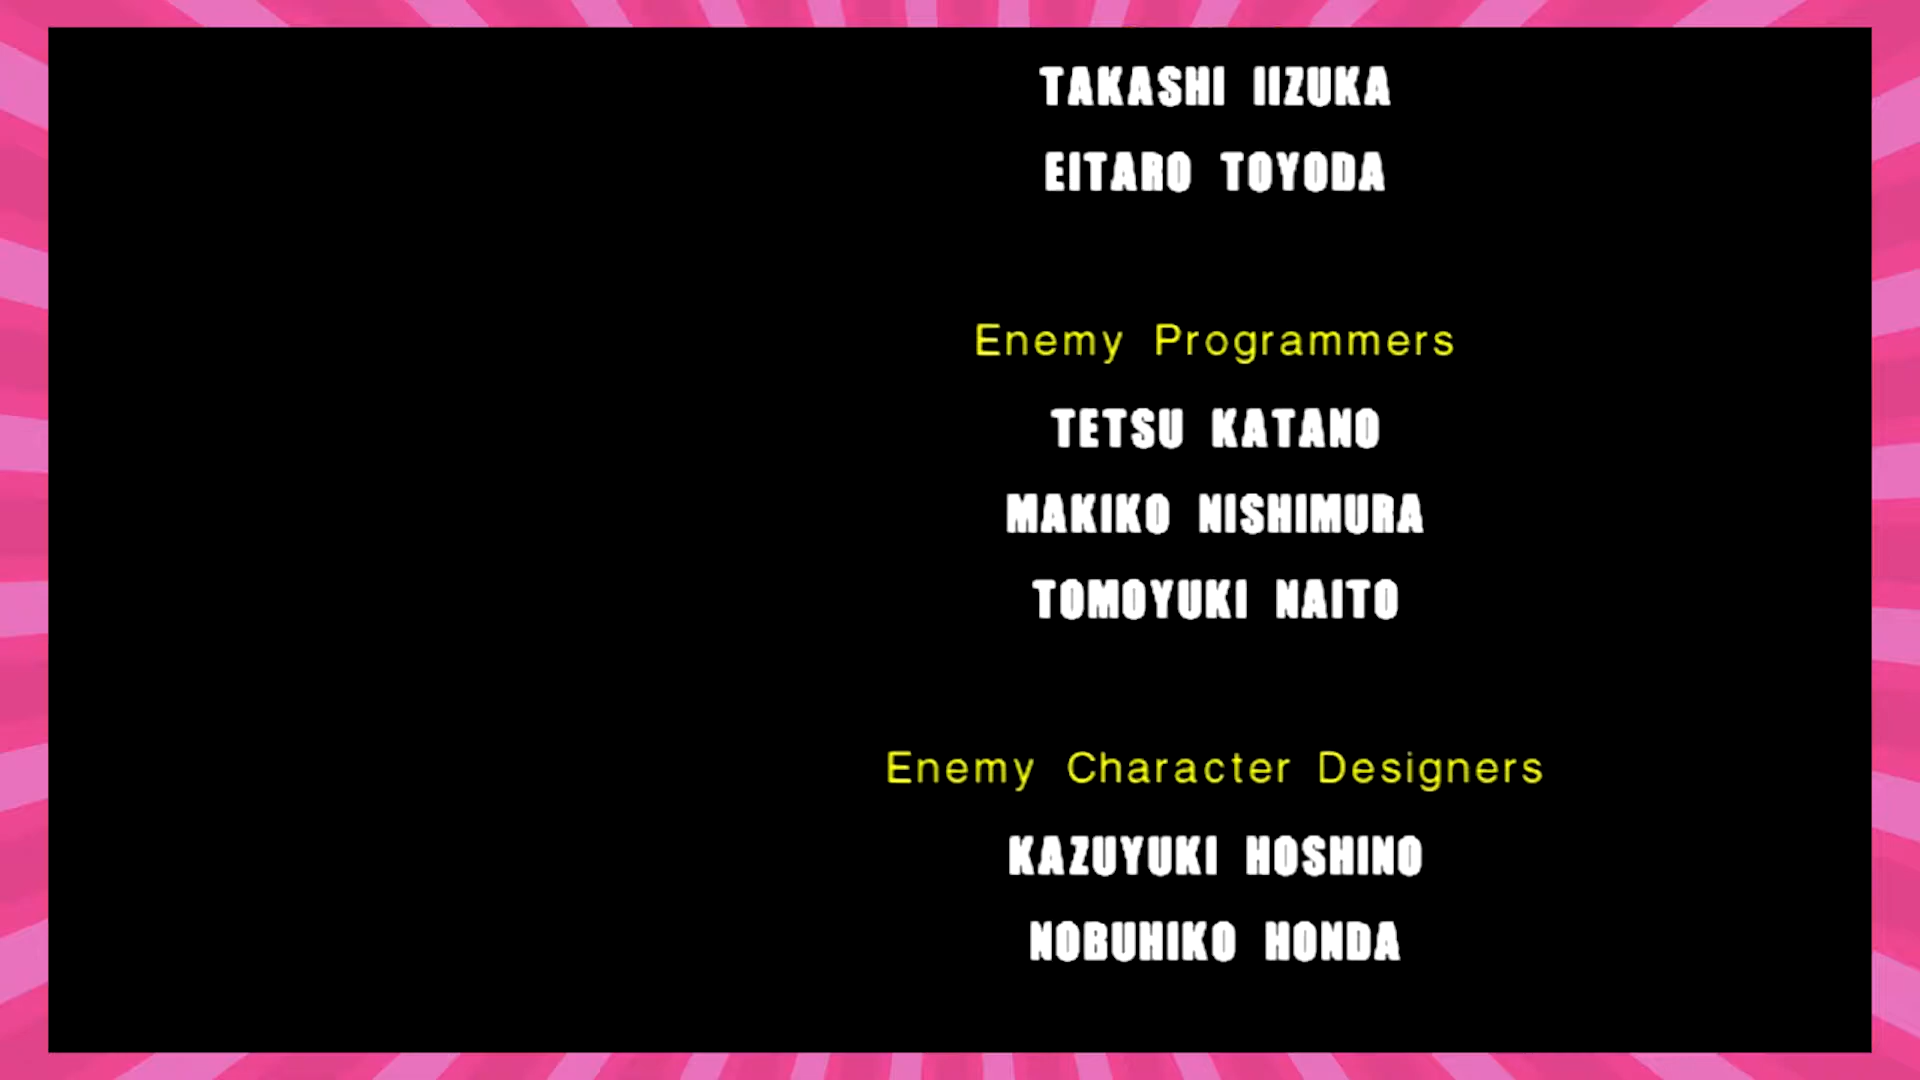 TAKASHI IIZUKA
EITARO TOYODA
Enemy Programmers
TETSU KATANO
MAKIKO NISHIMURA
TOMOYUKI NAITO
Enemy Character Designers
KAZUYUKI HOSHINO
NOBUHIKO HONDA